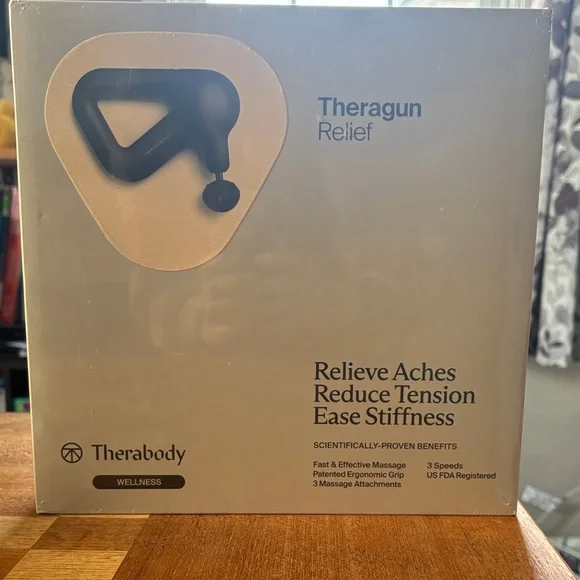 Theragun
Relief
Relieve Aches
Reduce Tension
Ease Stiffness
SCIENTIFICALLY-PROVEN BENEFITS
Fast & Effective Massage
Patented Ergonomic Grip
3 Massage Attachments
3 Speeds
US FDA Registered
Therabody
WELLNESS